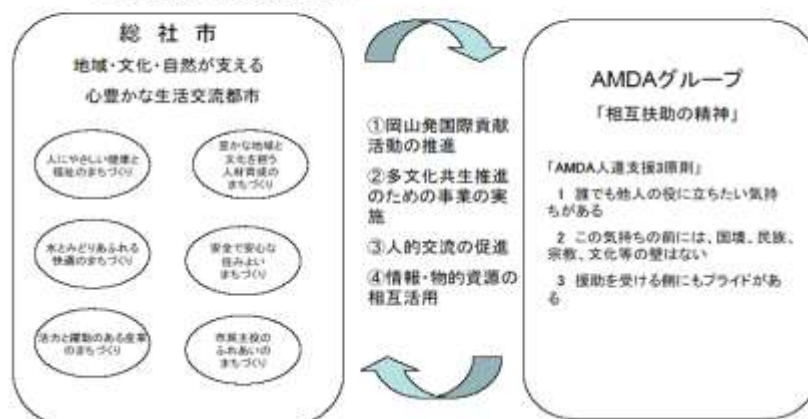 総社市
地域・文化・自然が支える
心豊かな生活交流都市
人にやさしい健康と
福祉のまちづくり
豊かな地域と
文化を担う
人材育成の
まちづくり
水とみどりあふれる
快適のまちづくり
安全で安心な
住みよい
まちづくり
活力と躍動のある産業
のまちづくり
市民主役の
ふれあいの
まちづくり
①岡山発国際貢献
活動の推進
②多文化共生推進
のための事業の実
施
③人的交流の促進
④情報・物的資源の
相互活用
AMDAグループ
「相互扶助の精神」
「AMDA人道支援3原則」
1 誰でも他人の役に立ちたい気持
ちがある
2 この気持ちの前には、国境、民族、
宗教、文化等の壁はない
3 援助を受ける側にもプライドがあ
る